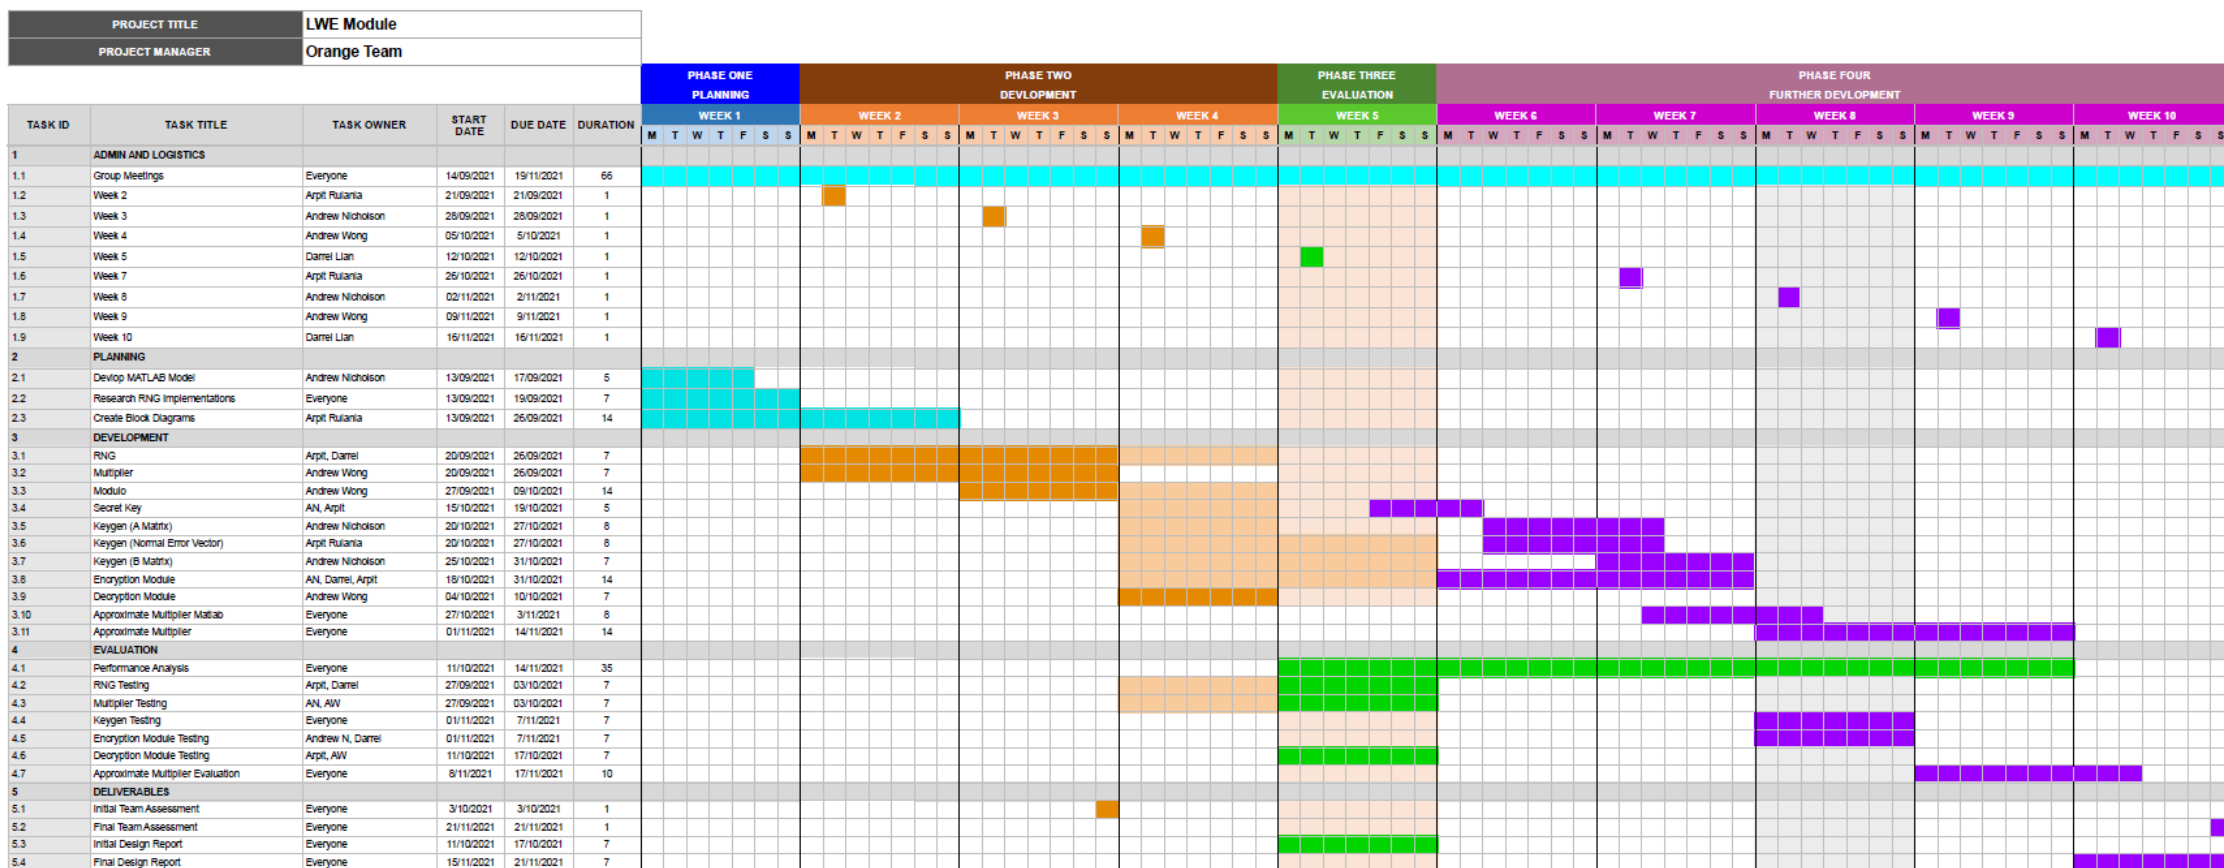 PROJECT TITLE LWE Module
PROJECT MANAGER Orange Team
PHASE ONE PHASE TWO PHASE THREE PHASE FOUR
PLANNING DEVLOPMENT EVALUATION FURTHER DEVLOPMENT
TASK ID TASK TITLE TASK OWNER START DATE DUE DATE DURATION WEEK 1 WEEK 2 WEEK 3 WEEK 4 WEEK 5 WEEK 6 WEEK 7 WEEK 8 WEEK 9 WEEK 10
M T W T F S S M T W T F S S M T W T F S S M T W T F S S M T W T F S S M T W T F S S M T W T F S S M T W T F S S M T W T F S S M T W T F S S
1 ADMIN AND LOGISTICS
1.1 Group Meetings Everyone 14/09/2021 19/11/2021 66
1.2 Week 2 Arpit Rulania 21/09/2021 21/09/2021 1
1.3 Week 3 Andrew Nicholson 28/09/2021 28/09/2021 1
1.4 Week 4 Andrew Wong 05/10/2021 5/10/2021 1
1.5 Week 5 Darrel Lian 12/10/2021 12/10/2021 1
1.6 Week 7 Arpit Rulania 26/10/2021 26/10/2021 1
1.7 Week 8 Andrew Nicholson 02/11/2021 2/11/2021 1
1.8 Week 9 Andrew Wong 09/11/2021 9/11/2021 1
1.9 Week 10 Darrel Lian 16/11/2021 16/11/2021 1
2 PLANNING
2.1 Devlop MATLAB Model Andrew Nicholson 13/09/2021 17/09/2021 5
2.2 Research RNG Implementations Everyone 13/09/2021 19/09/2021 7
2.3 Create Block Diagrams Arpit Rulania 13/09/2021 26/09/2021 14
3 DEVELOPMENT
3.1 RNG Arpit, Darrel 20/09/2021 26/09/2021 7
3.2 Multiplier Andrew Wong 20/09/2021 26/09/2021 7
3.3 Modulo Andrew Wong 27/09/2021 09/10/2021 14
3.4 Secret Key AN, Arpit 15/10/2021 19/10/2021 5
3.5 Keygen (A Matrix) Andrew Nicholson 20/10/2021 27/10/2021 8
3.6 Keygen (Normal Error Vector) Arpit Rulania 20/10/2021 27/10/2021 8
3.7 Keygen (B Matrix) Andrew Nicholson 25/10/2021 31/10/2021 7
3.8 Encryption Module AN, Darrel, Arpit 18/10/2021 31/10/2021 14
3.9 Decryption Module Andrew Wong 04/10/2021 10/10/2021 7
3.10 Approximate Multiplier Matlab Everyone 27/10/2021 3/11/2021 8
3.11 Approximate Multiplier Everyone 01/11/2021 14/11/2021 14
4 EVALUATION
4.1 Performance Analysis Everyone 11/10/2021 14/11/2021 35
4.2 RNG Testing Arpit, Darrel 27/09/2021 03/10/2021 7
4.3 Multiplier Testing AN, AW 27/09/2021 03/10/2021 7
4.4 Keygen Testing Everyone 01/11/2021 7/11/2021 7
4.5 Encryption Module Testing Andrew N, Darrel 01/11/2021 7/11/2021 7
4.6 Decryption Module Testing Arpit, AW 11/10/2021 17/10/2021 7
4.7 Approximate Multiplier Evaluation Everyone 8/11/2021 17/11/2021 10
5 DELIVERABLES
5.1 Initial Team Assessment Everyone 3/10/2021 3/10/2021 1
5.2 Final Team Assessment Everyone 21/11/2021 21/11/2021 1
5.3 Initial Design Report Everyone 11/10/2021 17/10/2021 7
5.4 Final Design Report Everyone 15/11/2021 21/11/2021 7